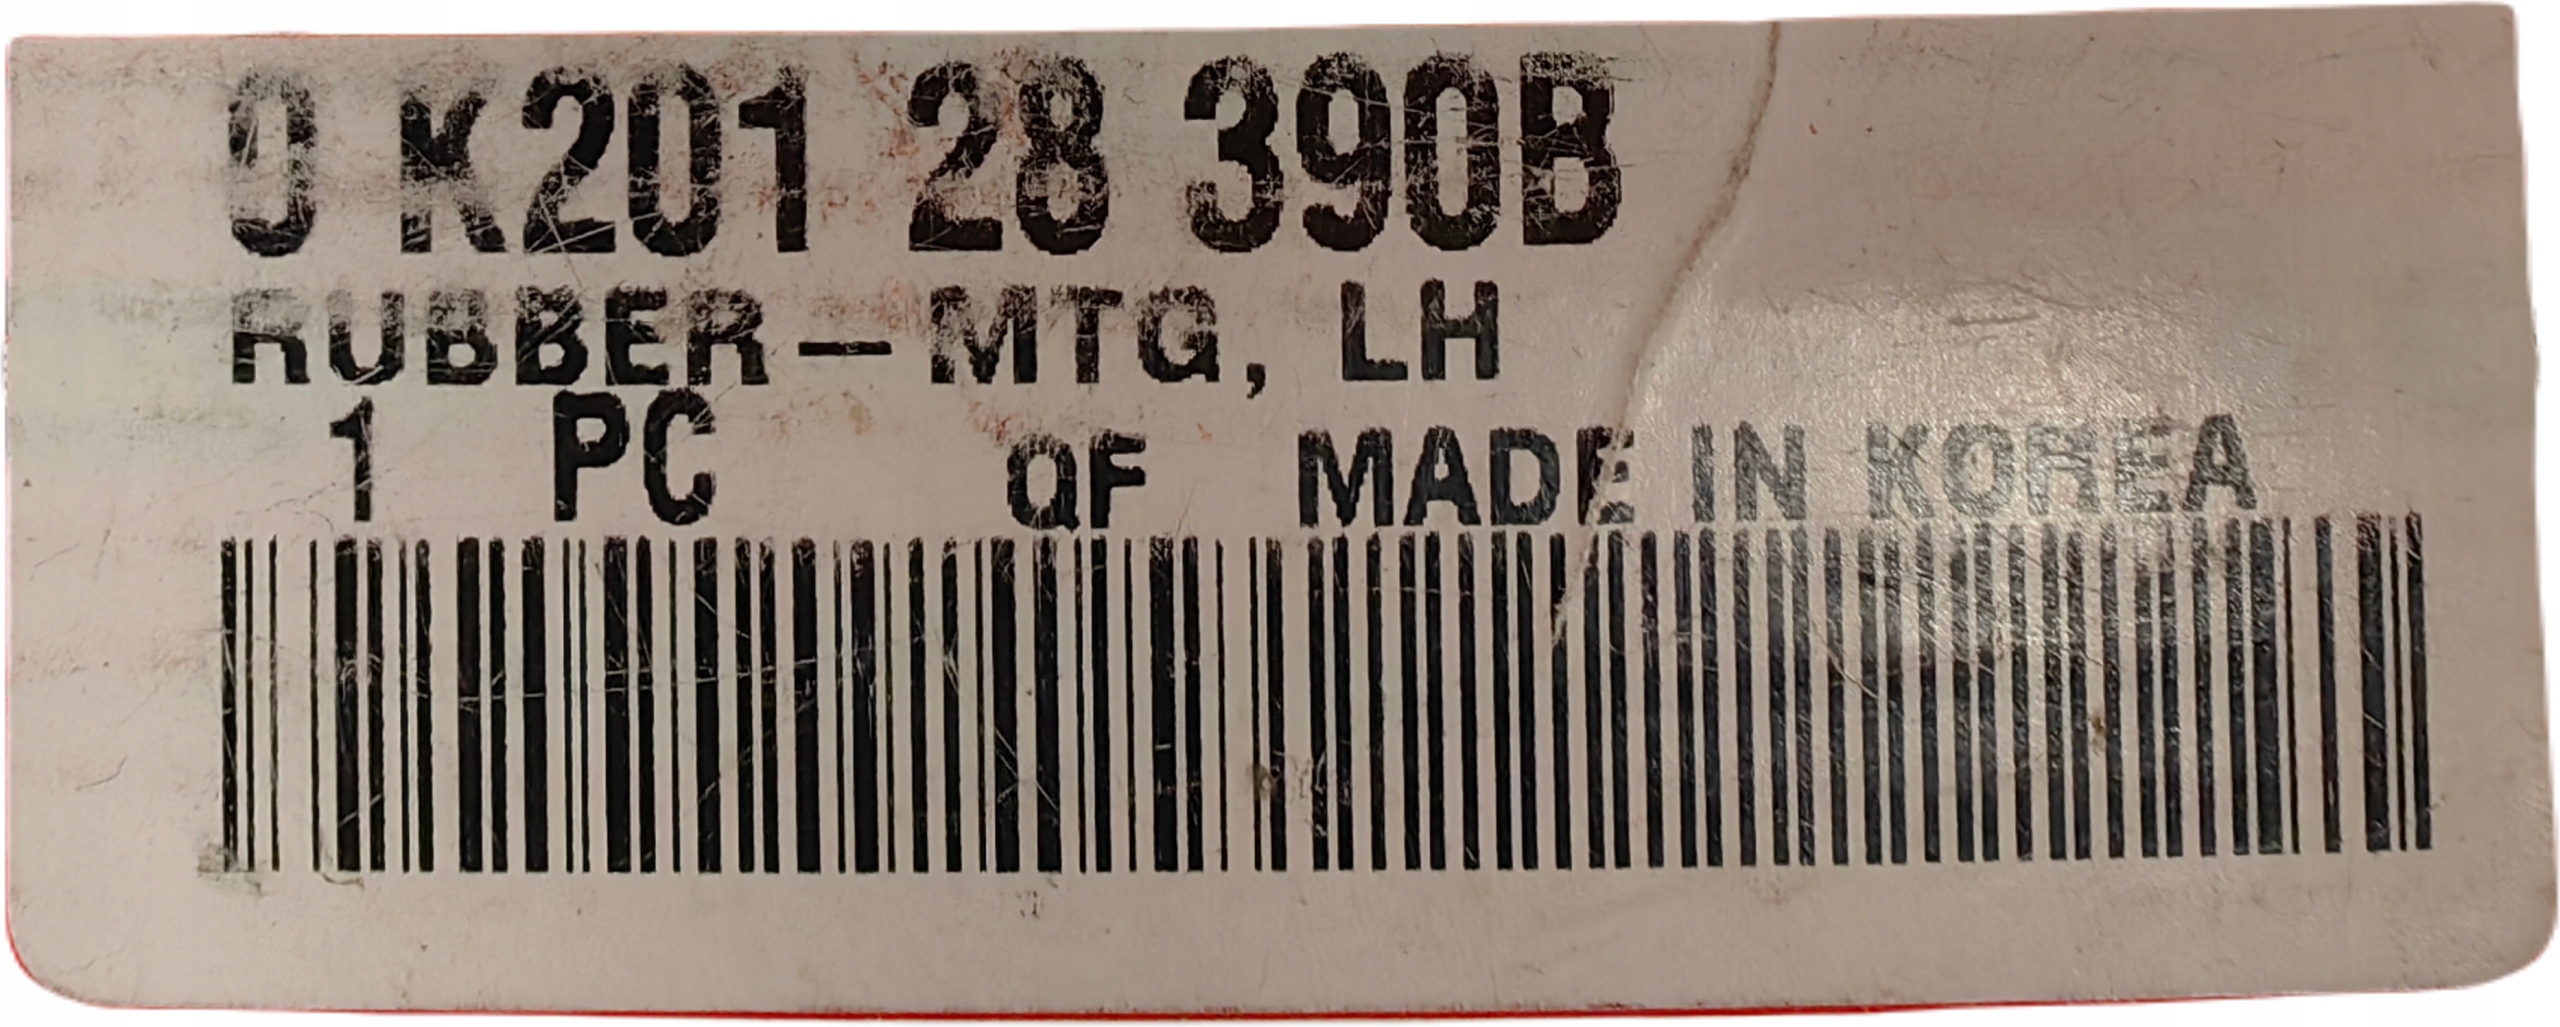 0 K201 28 390B
RUBBER-MTG, LH
1 PC QF MADE IN KOREA